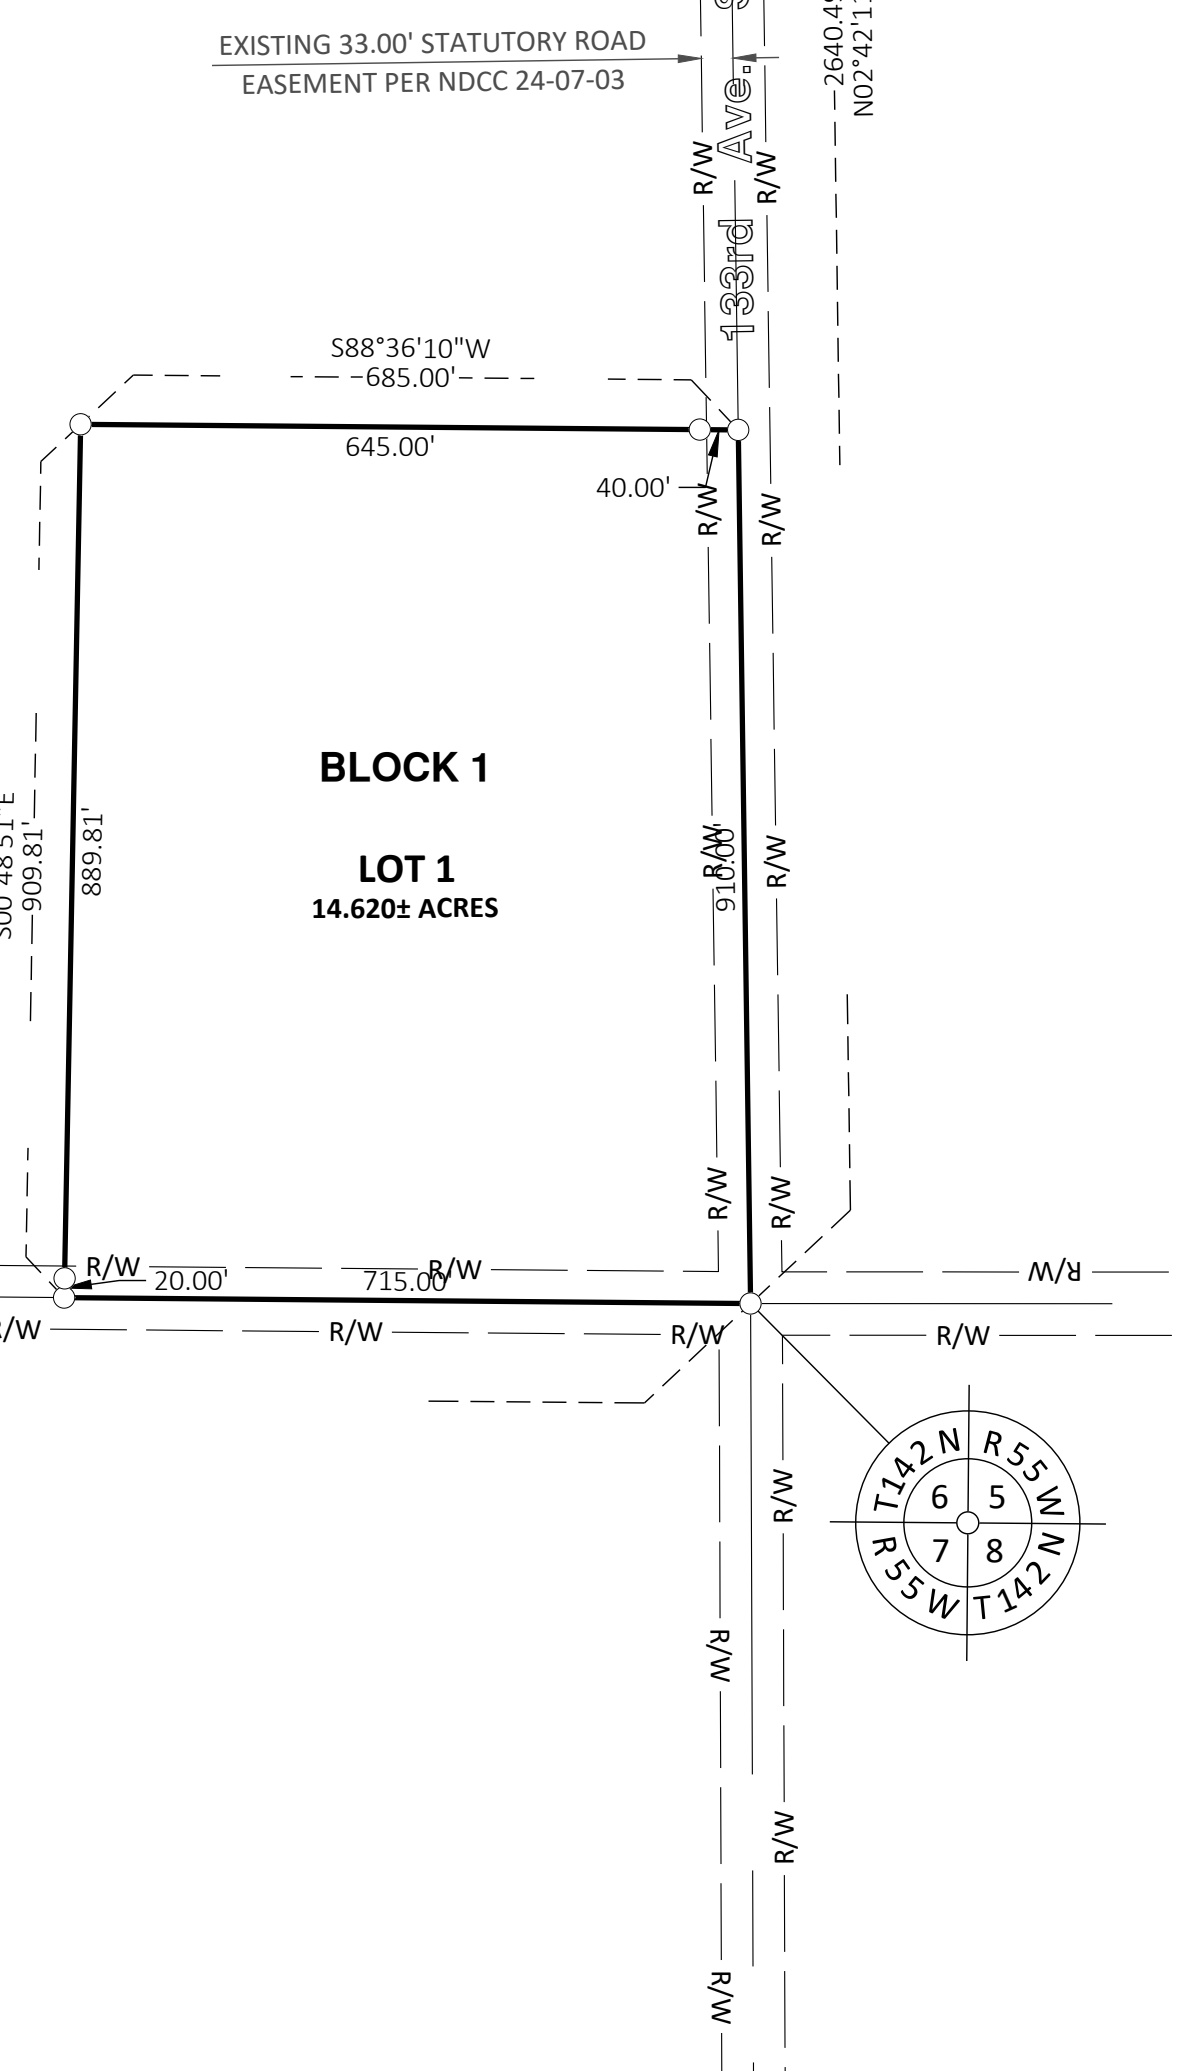 EXISTING 33.00' STATUTORY ROAD
EASEMENT PER NDCC 24-07-03
133rd Ave.
R/W
R/W
S88°36'10"W
685.00'
645.00'
40.00'
R/W
R/W
BLOCK 1
LOT 1
14.620± ACRES
909.81'
889.81'
R/W
910.00'
R/W
R/W
R/W
R/W
R/W
R/W
20.00'
715.00'
R/W
R/W
R/W
R/W
T142N R55W
6 5
7 8
R55W T142N
R/W
R/W
R/W
R/W